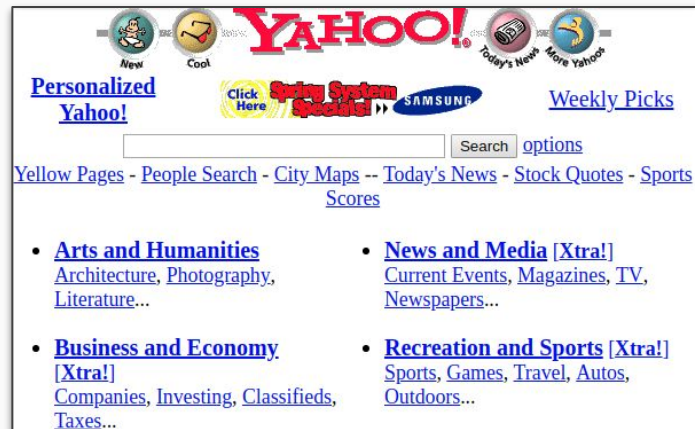 YAHOO!
New
Cool
Today's News
More Yahoos
Personalized
Yahoo!
Click
Here
Spring System
Specials!
SAMSUNG
Weekly Picks
Search options
Yellow Pages - People Search - City Maps -- Today's News - Stock Quotes - Sports
Scores
• Arts and Humanities
Architecture, Photography,
Literature...
• News and Media [Xtra!]
Current Events, Magazines, TV,
Newspapers...
• Business and Economy
[Xtra!]
Companies, Investing, Classifieds,
Taxes...
• Recreation and Sports [Xtra!]
Sports, Games, Travel, Autos,
Outdoors...